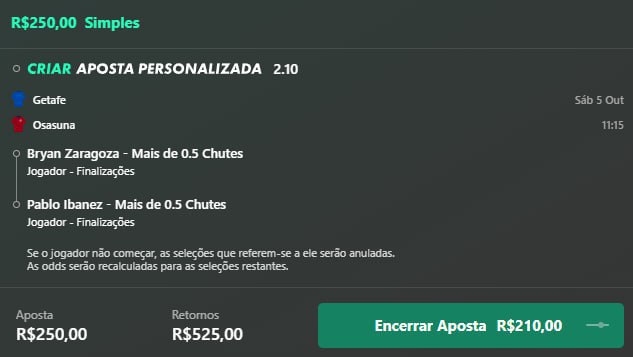 R$250,00 Simples
CRIAR APOSTA PERSONALIZADA 2.10
Getafe Sáb 5 Out
Osasuna 11:15
Bryan Zaragoza - Mais de 0.5 Chutes
Jogador - Finalizações
Pablo Ibanez - Mais de 0.5 Chutes
Jogador - Finalizações
Se o jogador não começar, as seleções que referem-se a ele serão anuladas.
As odds serão recalculadas para as seleções restantes.
Aposta Retornos
R$250,00 R$525,00 Encerrar Aposta R$210,00